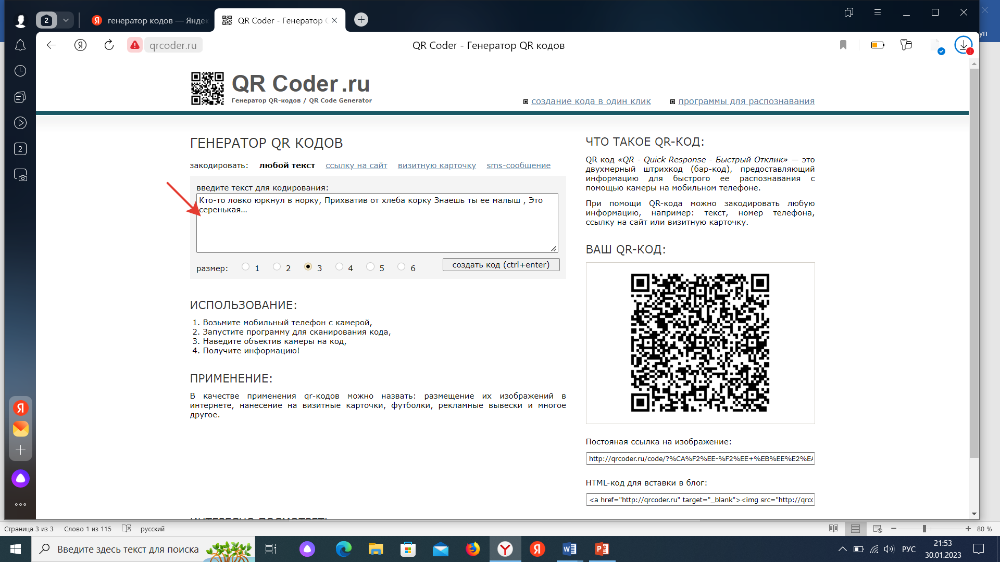 2
генератор кодов — Яндек
QR Coder - Генератор
qrcoder.ru
QR Coder - Генератор QR кодов
уп
QR Coder.ru
Генератор QR-кодов / QR Code Generator
создание кода в один клик
программы для распознавания
ГЕНЕРАТОР QR КОДОВ
закодировать: любой текст ссылку на сайт визитную карточку sms-сообщение
введите текст для кодирования:
Кто-то ловко юркнул в норку, Прихватив от хлеба корку Знаешь ты ее малыш , Это
серенькая...
размер: 1 2 3 4 5 6
создать код (ctrl+enter)
ИСПОЛЬЗОВАНИЕ:
1. Возьмите мобильный телефон с камерой,
2. Запустите программу для сканирования кода,
3. Наведите объектив камеры на код,
4. Получите информацию!
ПРИМЕНЕНИЕ:
В качестве применения qr-кодов можно назвать: размещение их изображений в
интернете, нанесение на визитные карточки, футболки, рекламные вывески и многое
другое.
ИНТЕРЕСНО ПОСМОТРЕТЬ
ЧТО ТАКОЕ QR-КОД:
QR код «QR - Quick Response - Быстрый Отклик» — это
двухмерный штрихкод (бар-код), предоставляющий
информацию для быстрого ее распознавания с
помощью камеры на мобильном телефоне.
При помощи QR-кода можно закодировать любую
информацию, например: текст, номер телефона,
ссылку на сайт или визитную карточку.
ВАШ QR-КОД:
Постояная ссылка на изображение:
http://qrcoder.ru/code/?%CA%F2%EE-%F2%EE+%EB%EE%E2%EA
HTML-код для вставки в блог:
<a href="http://qrcoder.ru" target="_blank"><img src="http://qrcc
2
Страница 3 из 3 Слово 1 из 115 русский
80 %
Введите здесь текст для поиска
РУС
21:53
30.01.2023